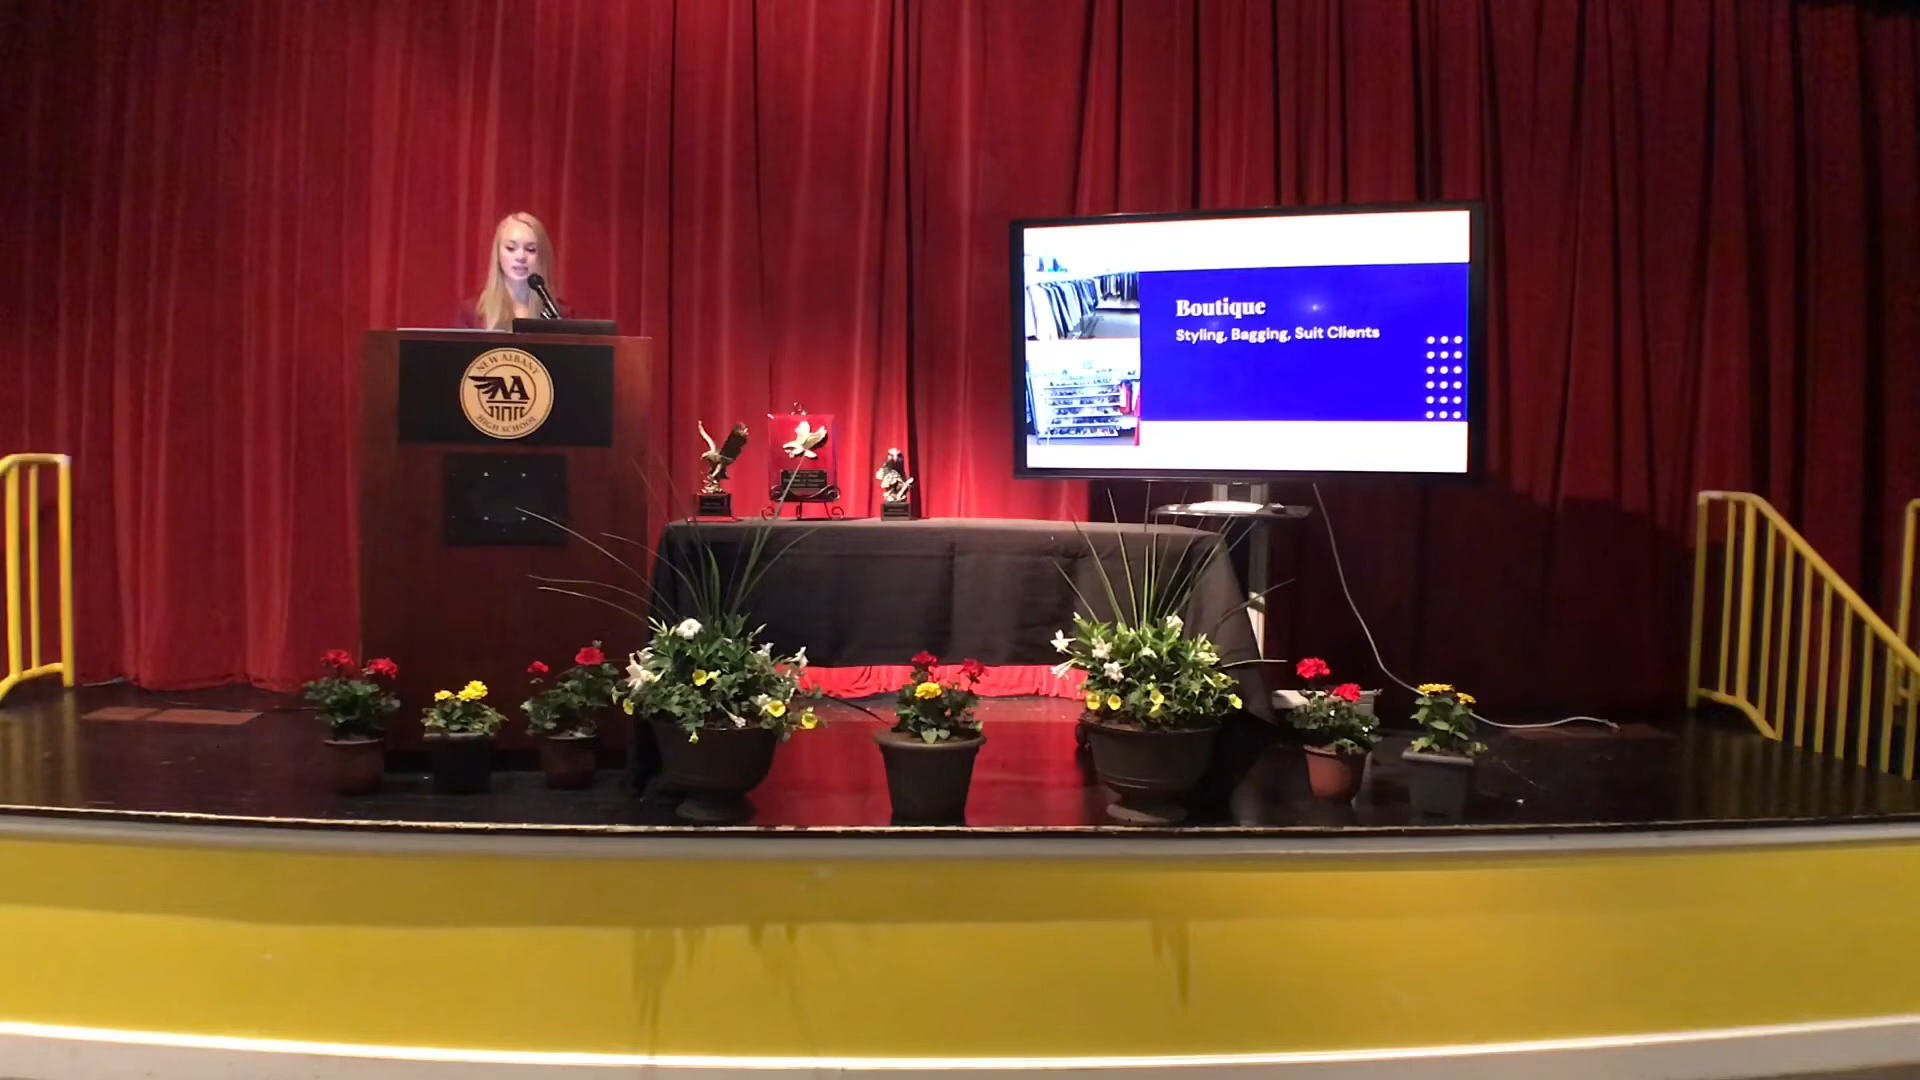 NEW ALBANY
NA
HIGH SCHOOL
Boutique
Styling, Bagging, Suit Clients